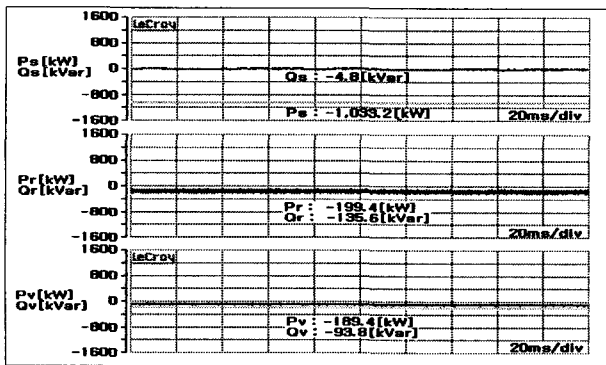 1600
LeCroy
800
Ps[kW]
Qs[kVar]
0
Qs : -4.8[kVar]
-800
Ps : -1,093.2[kW]
-1600
20ms/div
1600
800
Pr[kW]
Qr[kVar]
0
-800
Pr : -199.4[kW]
Qr : -135.6[kVar]
-1600
20ms/div
1600
LeCroy
800
Pv[kW]
Qv[kVar]
0
-800
Pv : -189.4[kW]
Qv : -93.8[kVar]
-1600
20ms/div